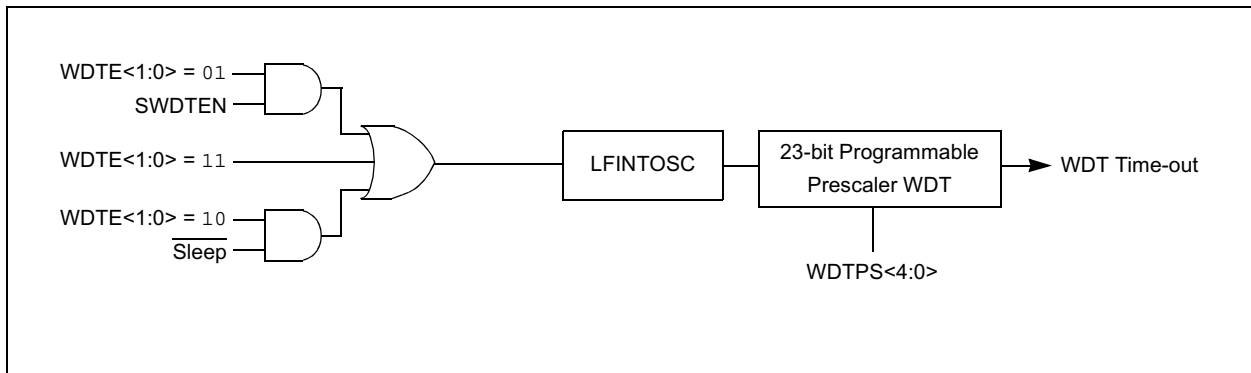 WDTE<1:0> = 01
SWDTEN
WDTE<1:0> = 11
WDTE<1:0> = 10
Sleep
LFINTOSC
23-bit Programmable
Prescaler WDT
WDT Time-out
WDTPS<4:0>